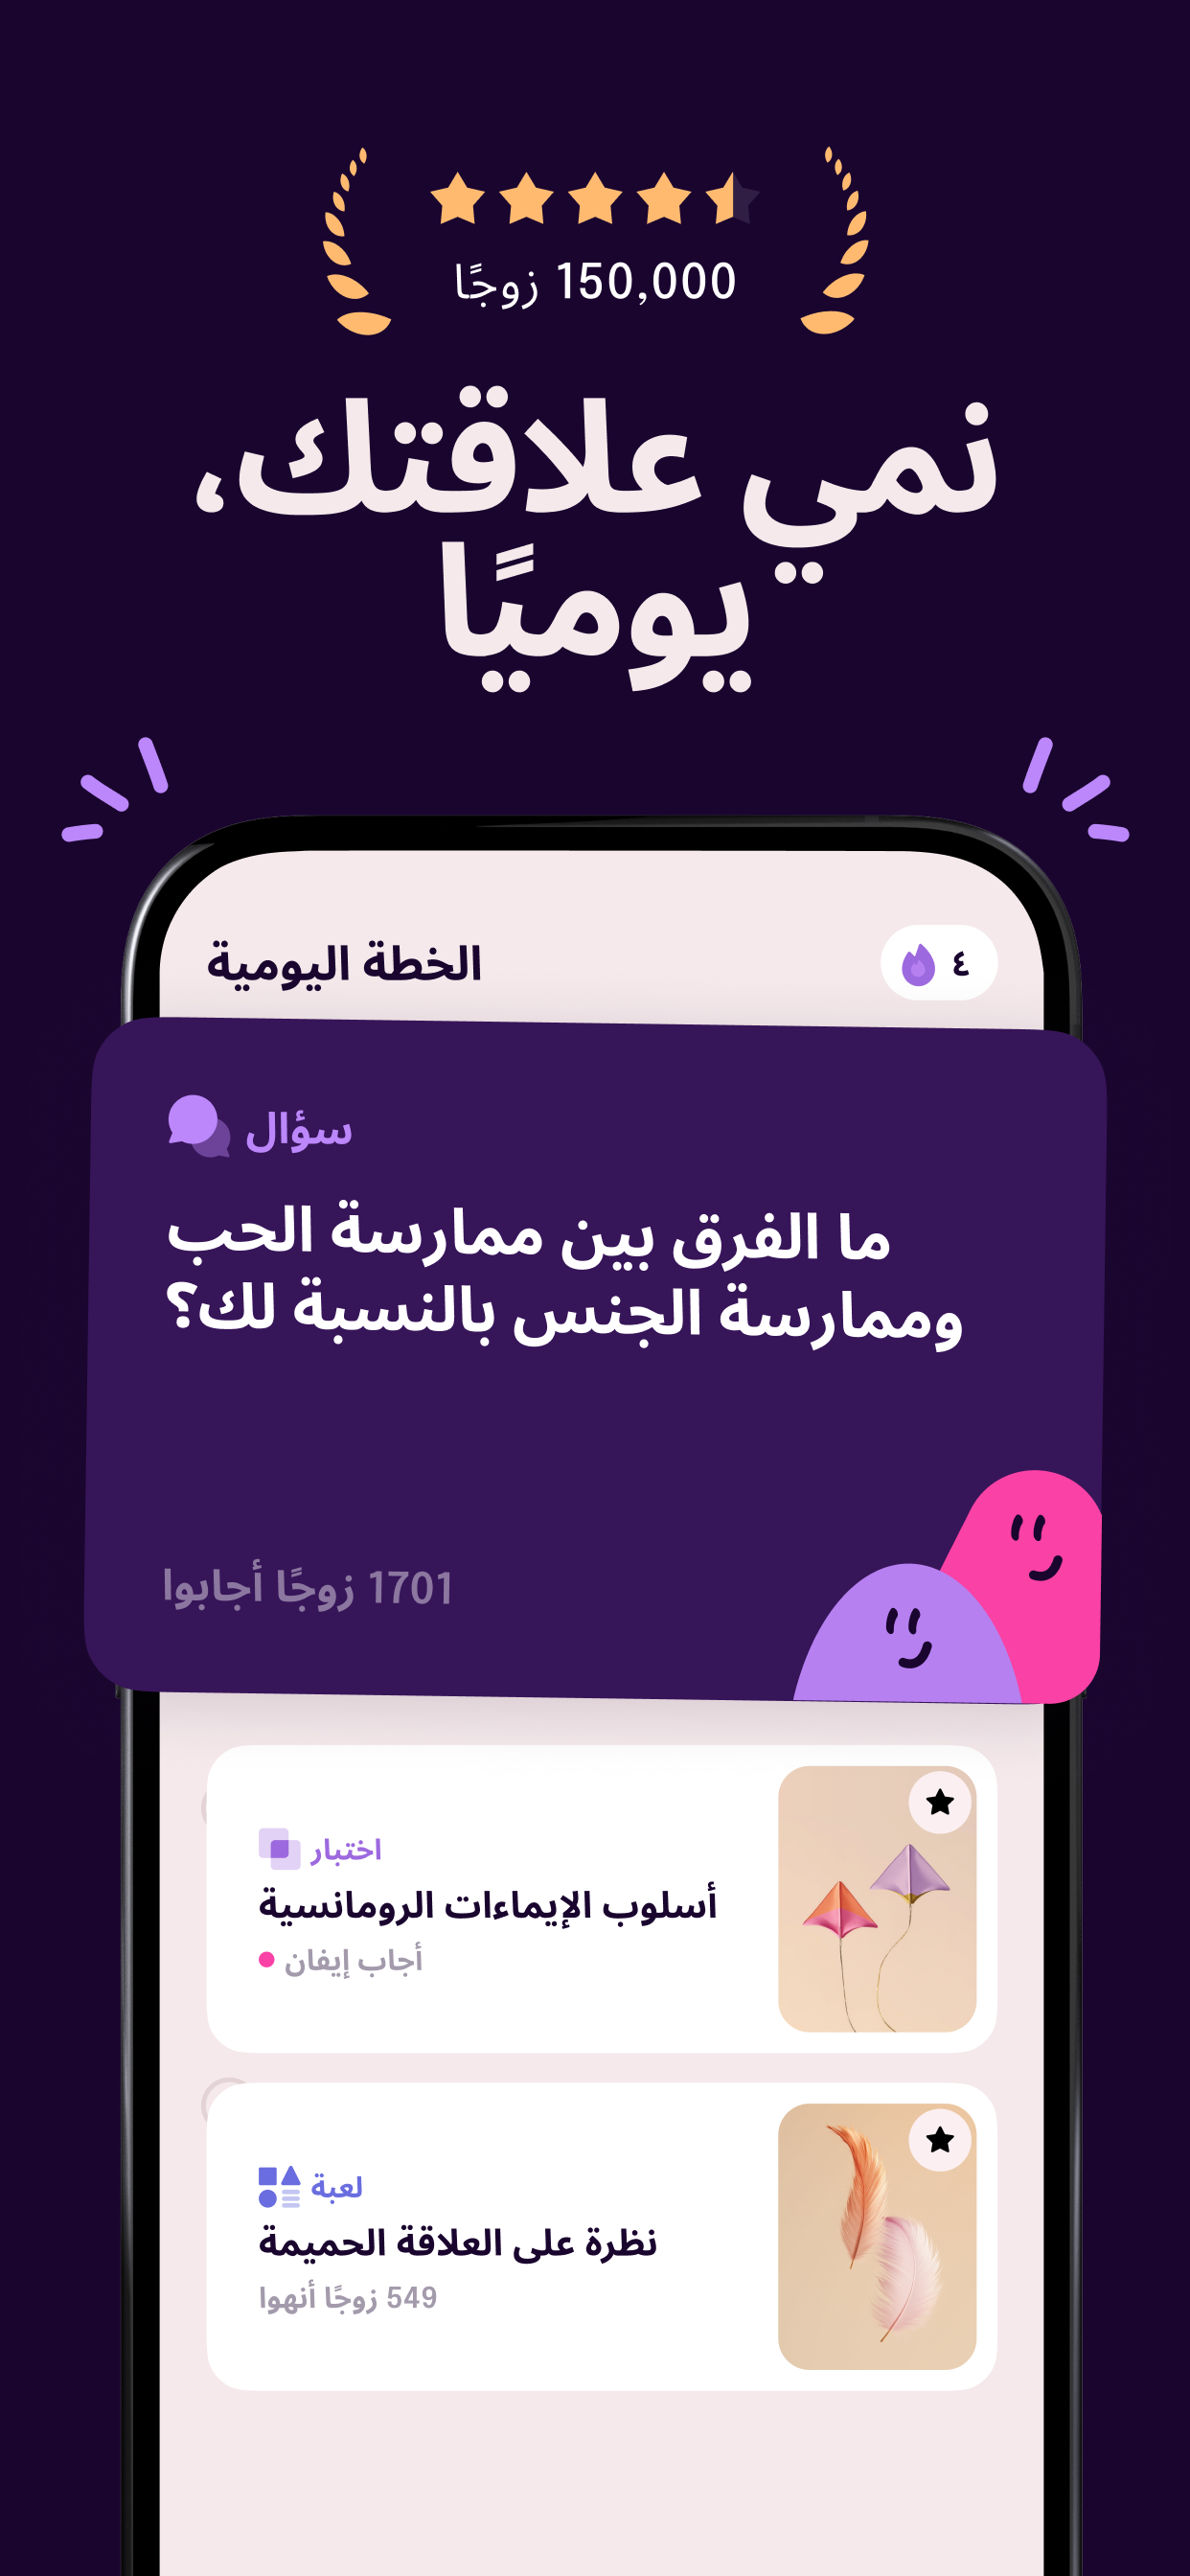 150,000 زوجًا
نمي علاقتك،
يوميًا
الخطة اليومية
٤
سؤال
ما الفرق بين ممارسة الحب
وممارسة الجنس بالنسبة لك؟
1701 زوجًا أجابوا
اختبار
أسلوب الإيماءات الرومانسية
أجاب إيفان
لعبة
نظرة على العلاقة الحميمة
549 زوجًا أنهوا